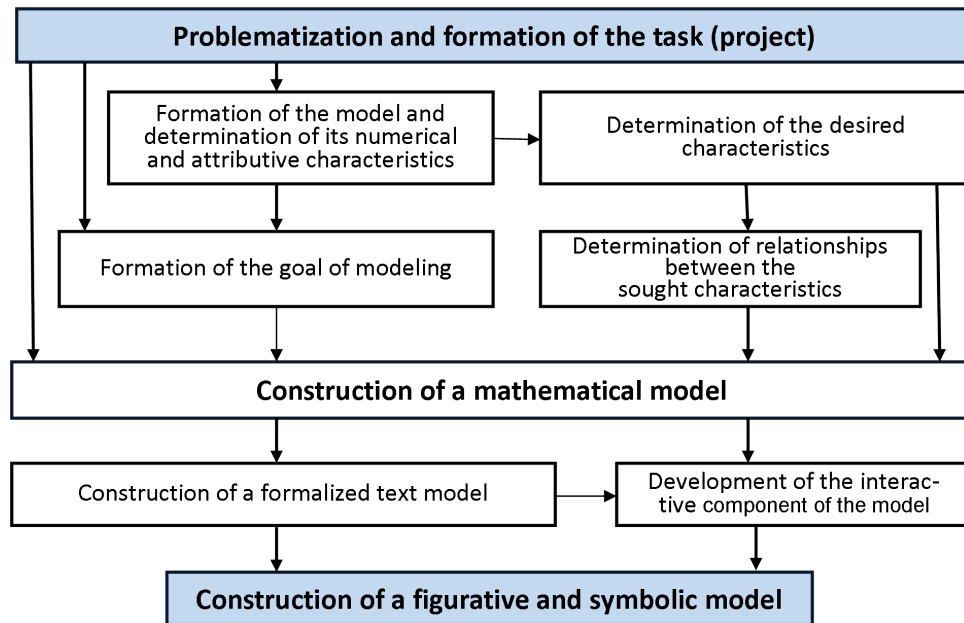 Problematization and formation of the task (project)
Formation of the model and
determination of its numerical
and attributive characteristics
Determination of the desired
characteristics
Formation of the goal of modeling
Determination of relationships
between the
sought characteristics
Construction of a mathematical model
Construction of a formalized text model
Development of the interac-
tive component of the model
Construction of a figurative and symbolic model